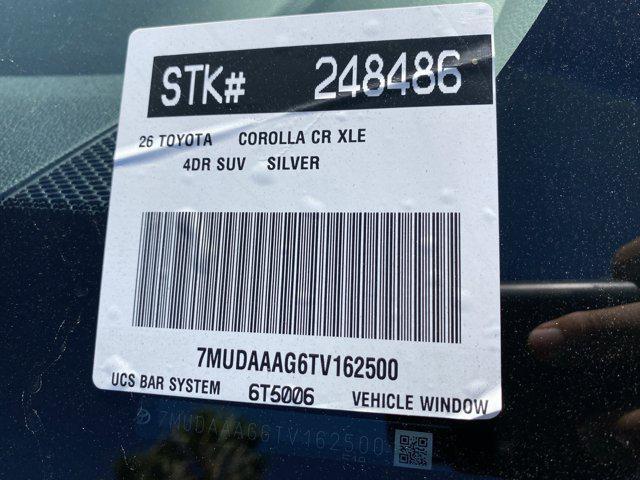 STK# 248486
26 TOYOTA COROLLA CR XLE
4DR SUV SILVER
7MUDAAAG6TV162500
UCS BAR SYSTEM 6T5006 VEHICLE WINDOW
7MUDAAAG6TV162500